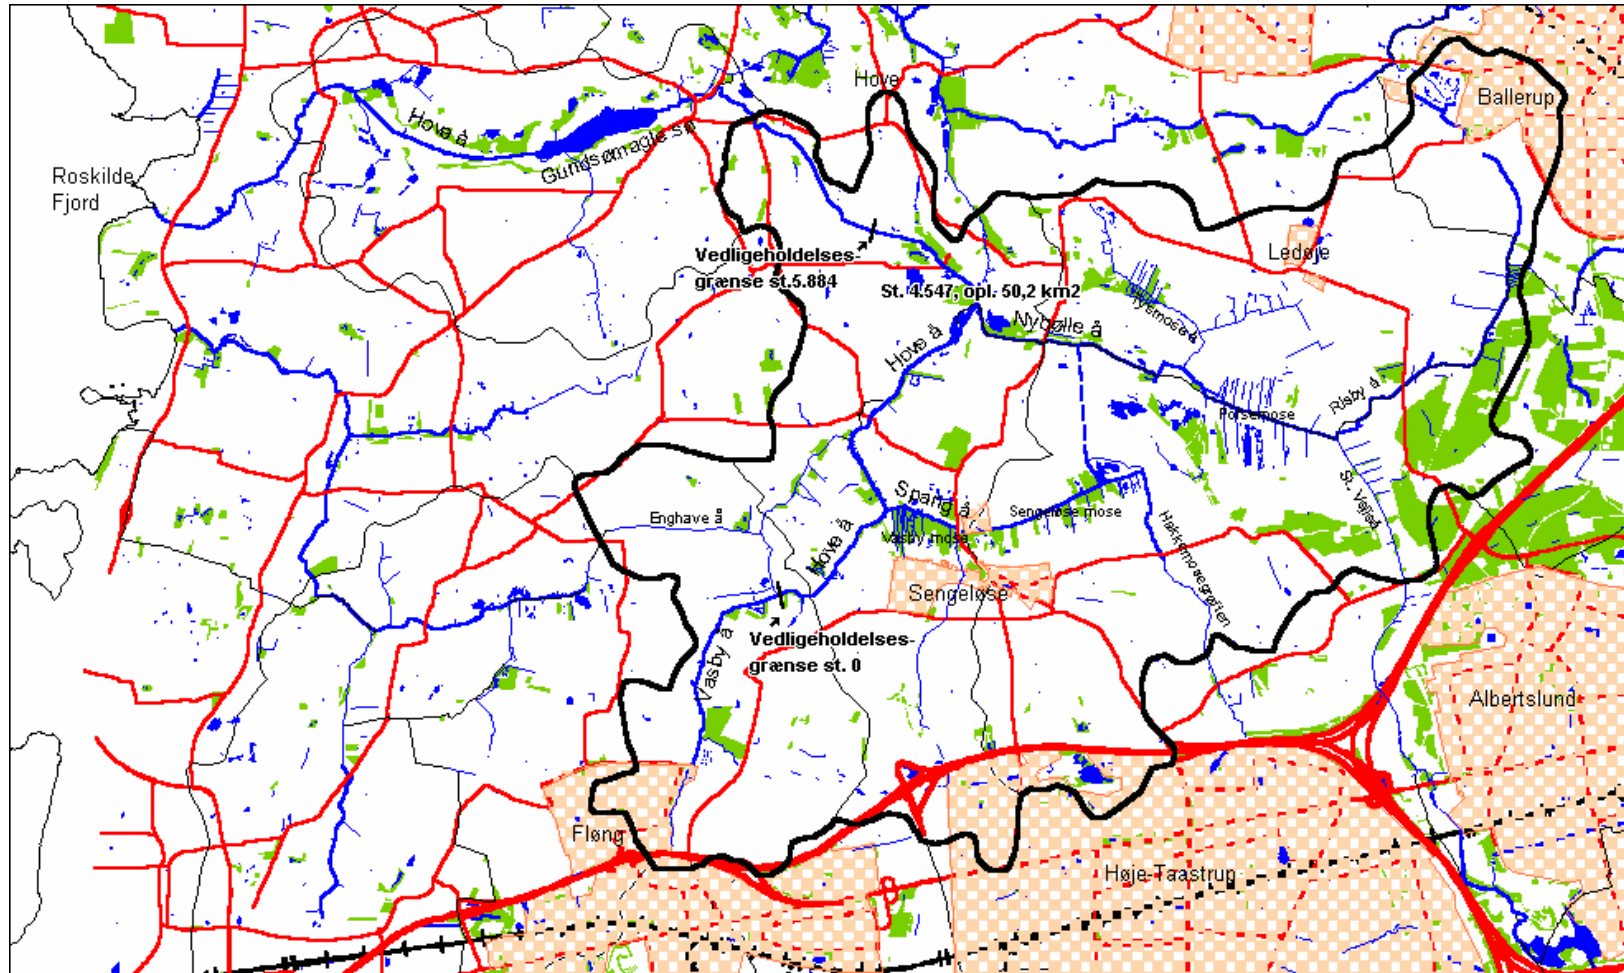 Hove
Ballerup
Hove å
Gundsømagle sø
Roskilde
Fjord
Vedligeholdelses-
grænse st.5.884
Ledøje
St. 4.547, opl. 50,2 km2
Nybølle å
Hove å
Risby å
Porsemose
Spang å
Sengeløse mose
Enghave å
Vasby mose
Hove å
St. Vejleå
Hakkemosegrøften
Sengeløse
Vedligeholdelses-
grænse st. 0
Vasby å
Albertslund
Fløng
Høje-Taastrup